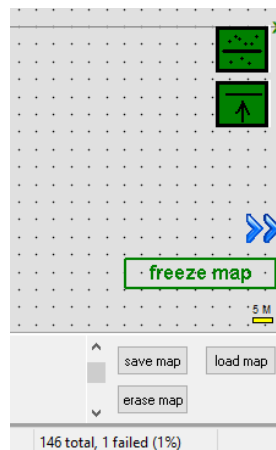 freeze map
5 M
save map load map
erase map
146 total, 1 failed (1%)